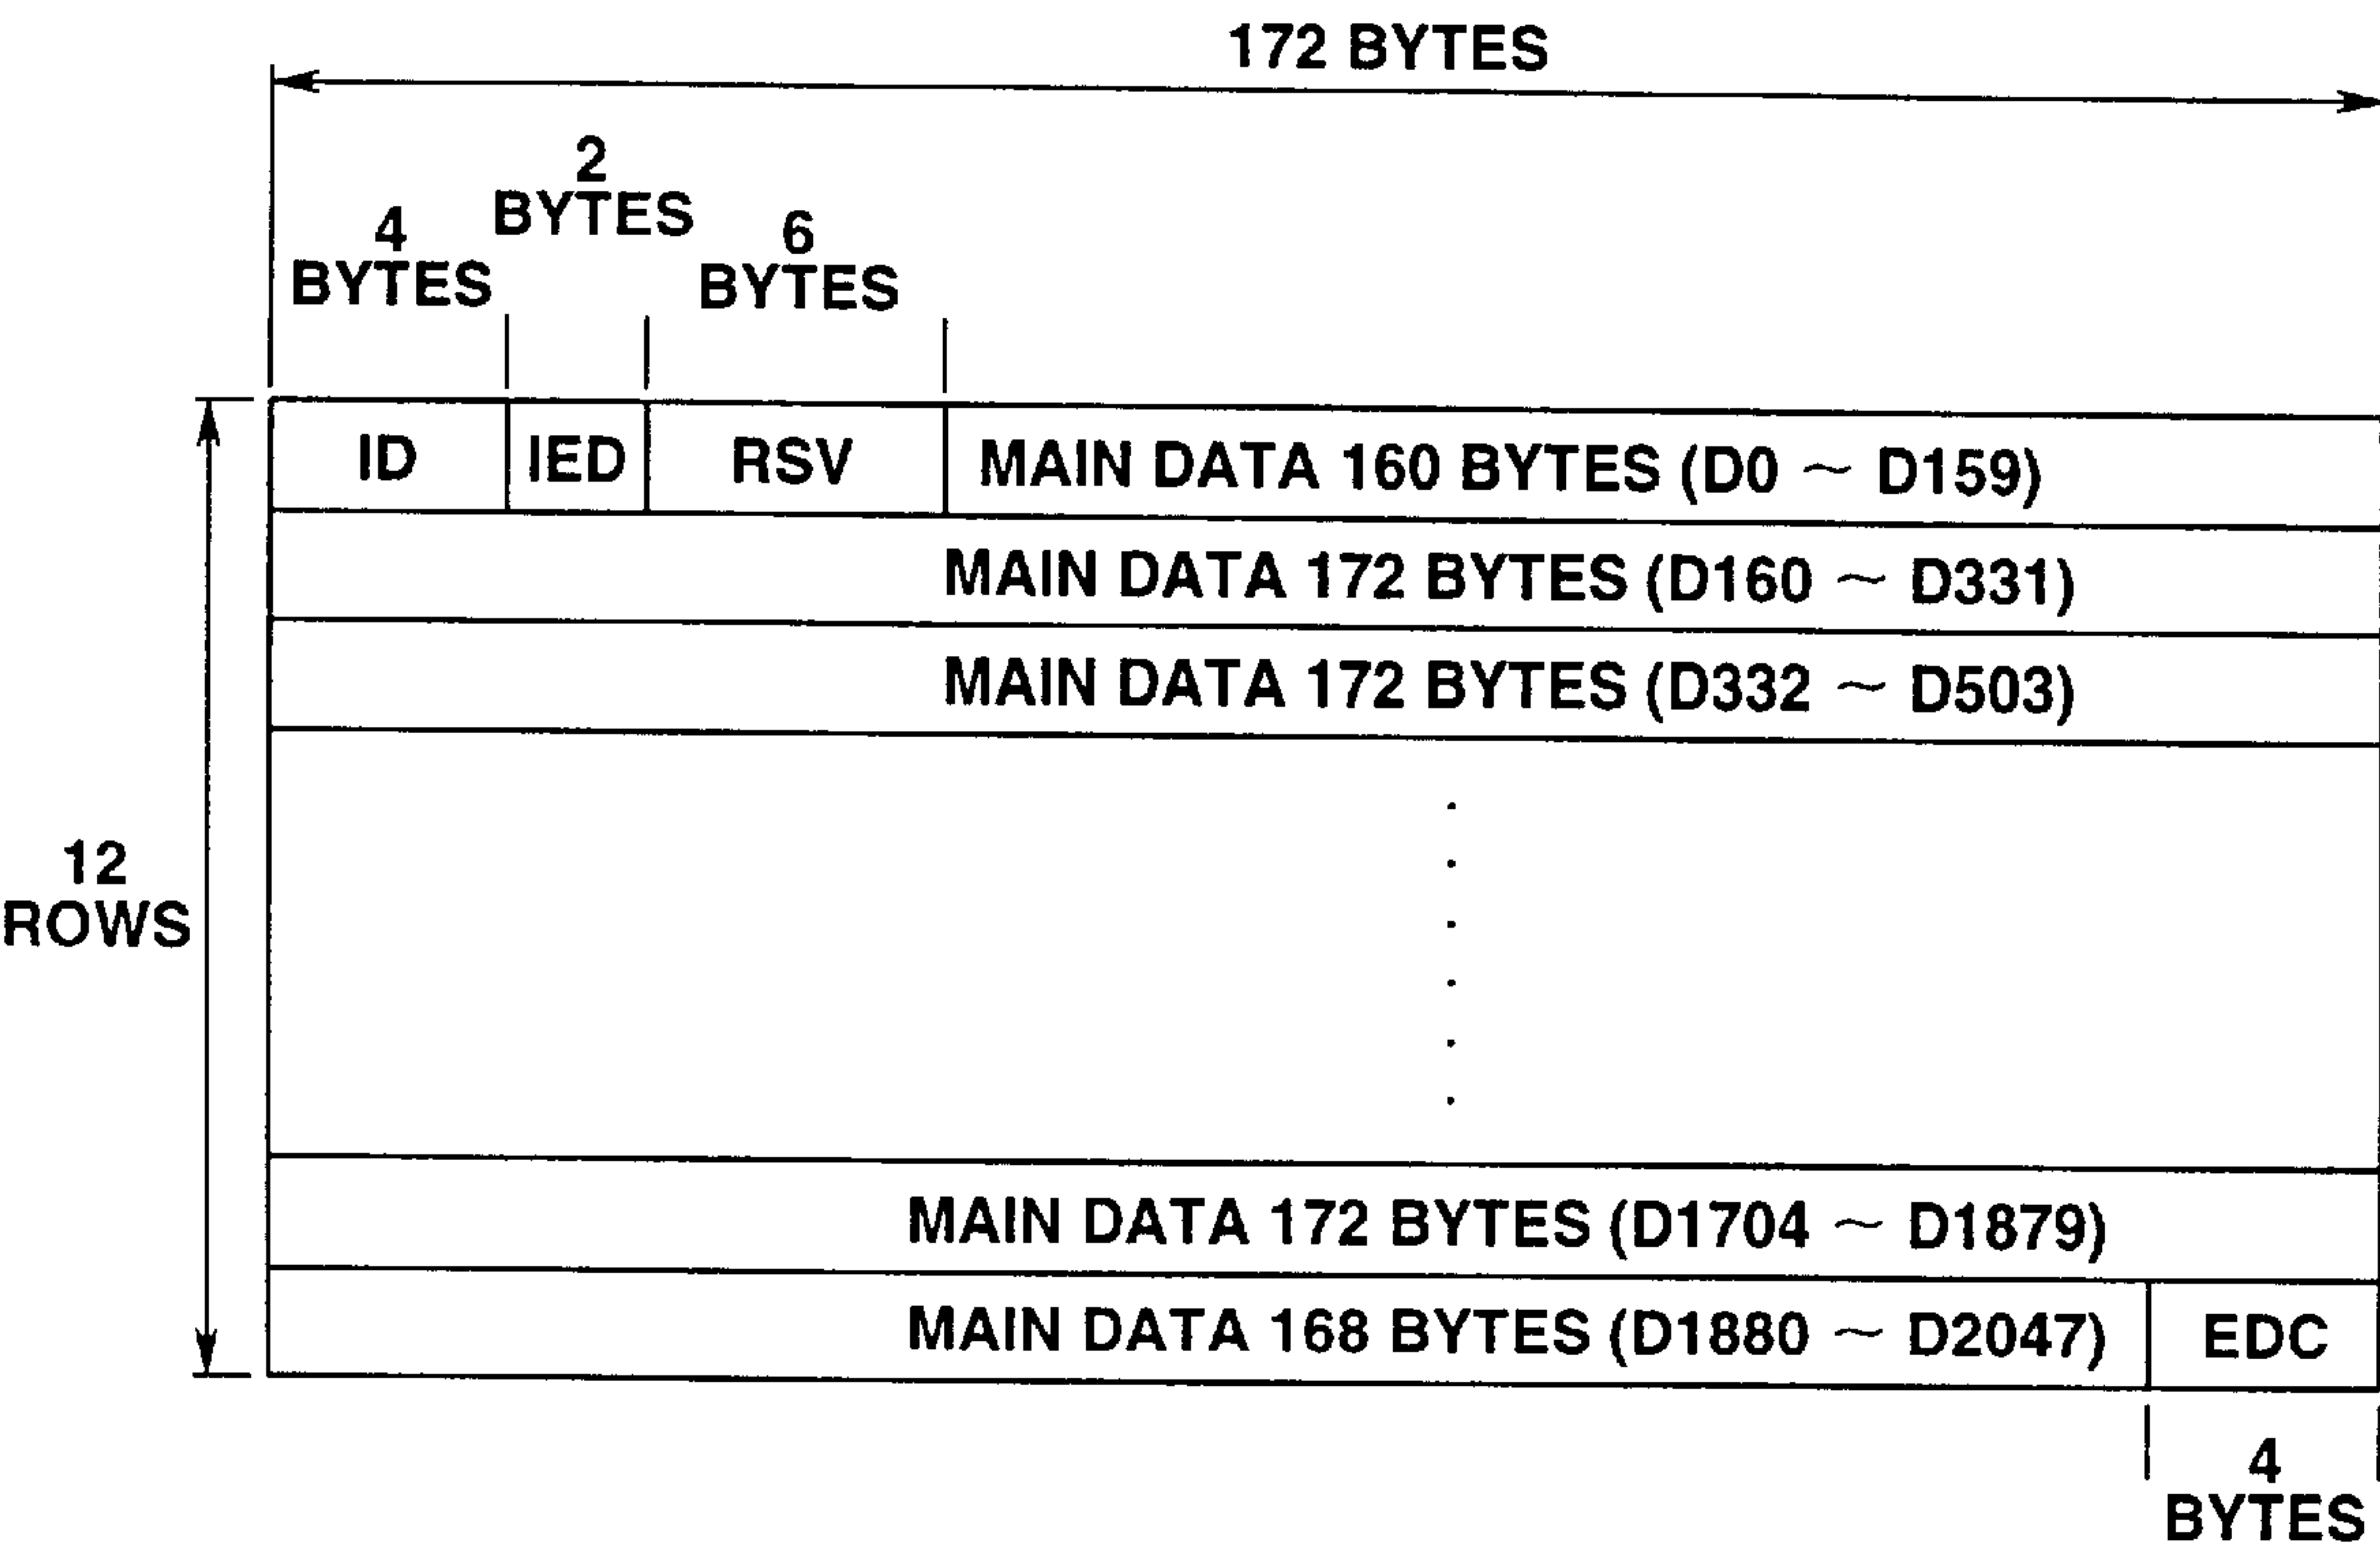 172 BYTES
2
BYTES
4
BYTES
6
BYTES
ID IED RSV MAIN DATA 160 BYTES (D0 ~ D159)
MAIN DATA 172 BYTES (D160 ~ D331)
MAIN DATA 172 BYTES (D332 ~ D503)
12
ROWS
MAIN DATA 172 BYTES (D1704 ~ D1879)
MAIN DATA 168 BYTES (D1880 ~ D2047) EDC
4
BYTES